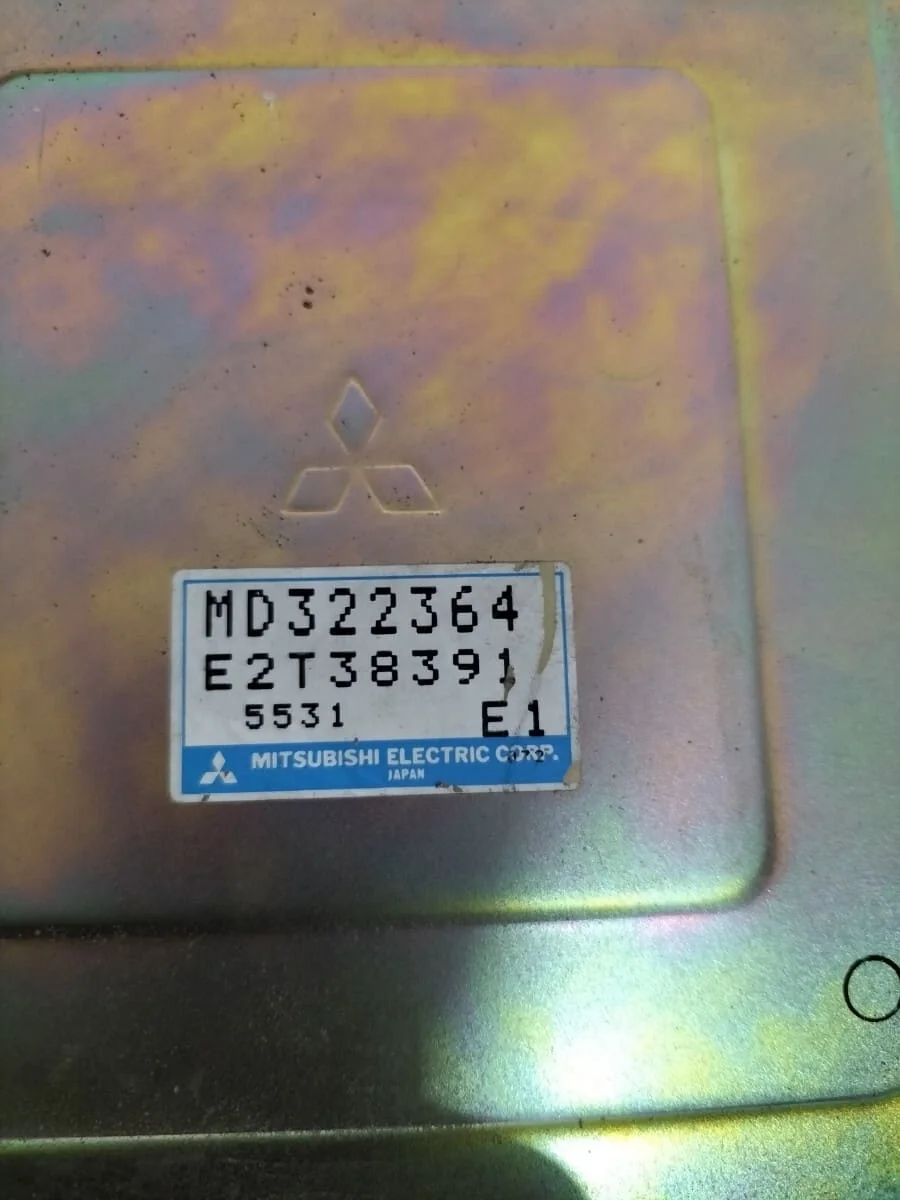 MD322364
E2T38391
5531 E1
MITSUBISHI ELECTRIC CORP.
JAPAN